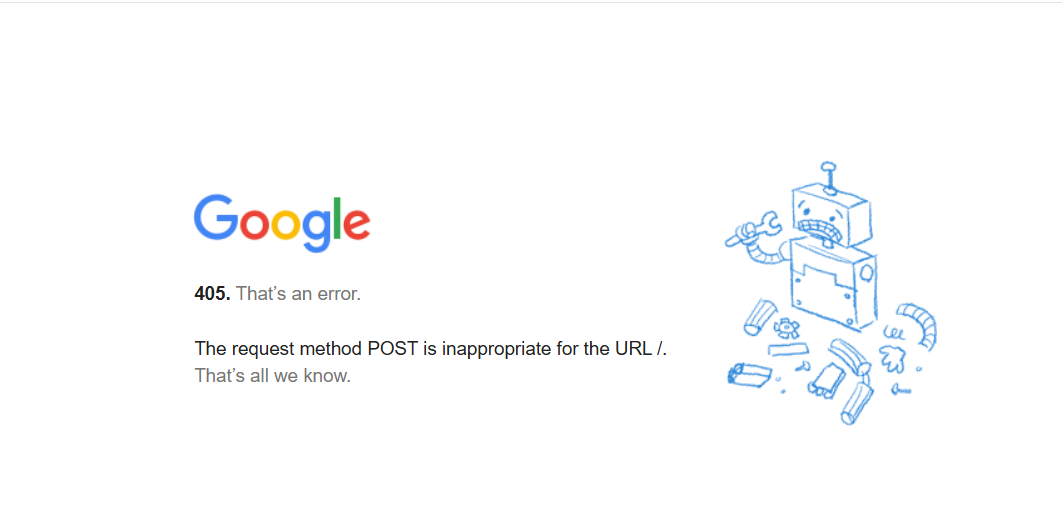 Google
405. That’s an error.
The request method POST is inappropriate for the URL /.
That’s all we know.